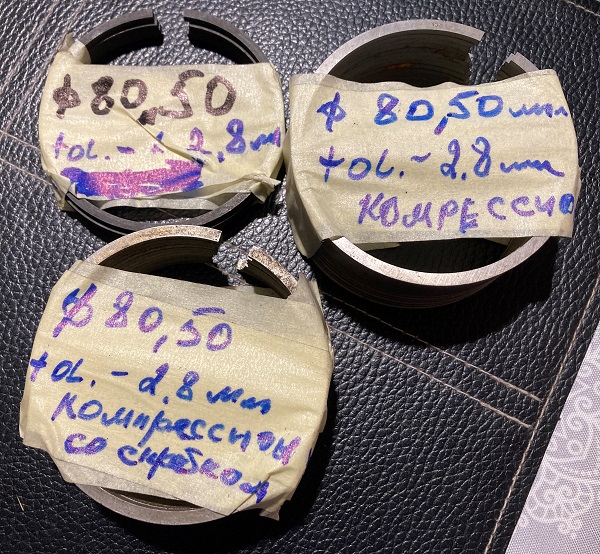 ф 80,50
tol. - 2,8 м
ф 80,50 мм
tol. - 2.8 мм
КОМПРЕССИО
ф 80,50
tol. - 2.8 мм
Компрессион
со скребком